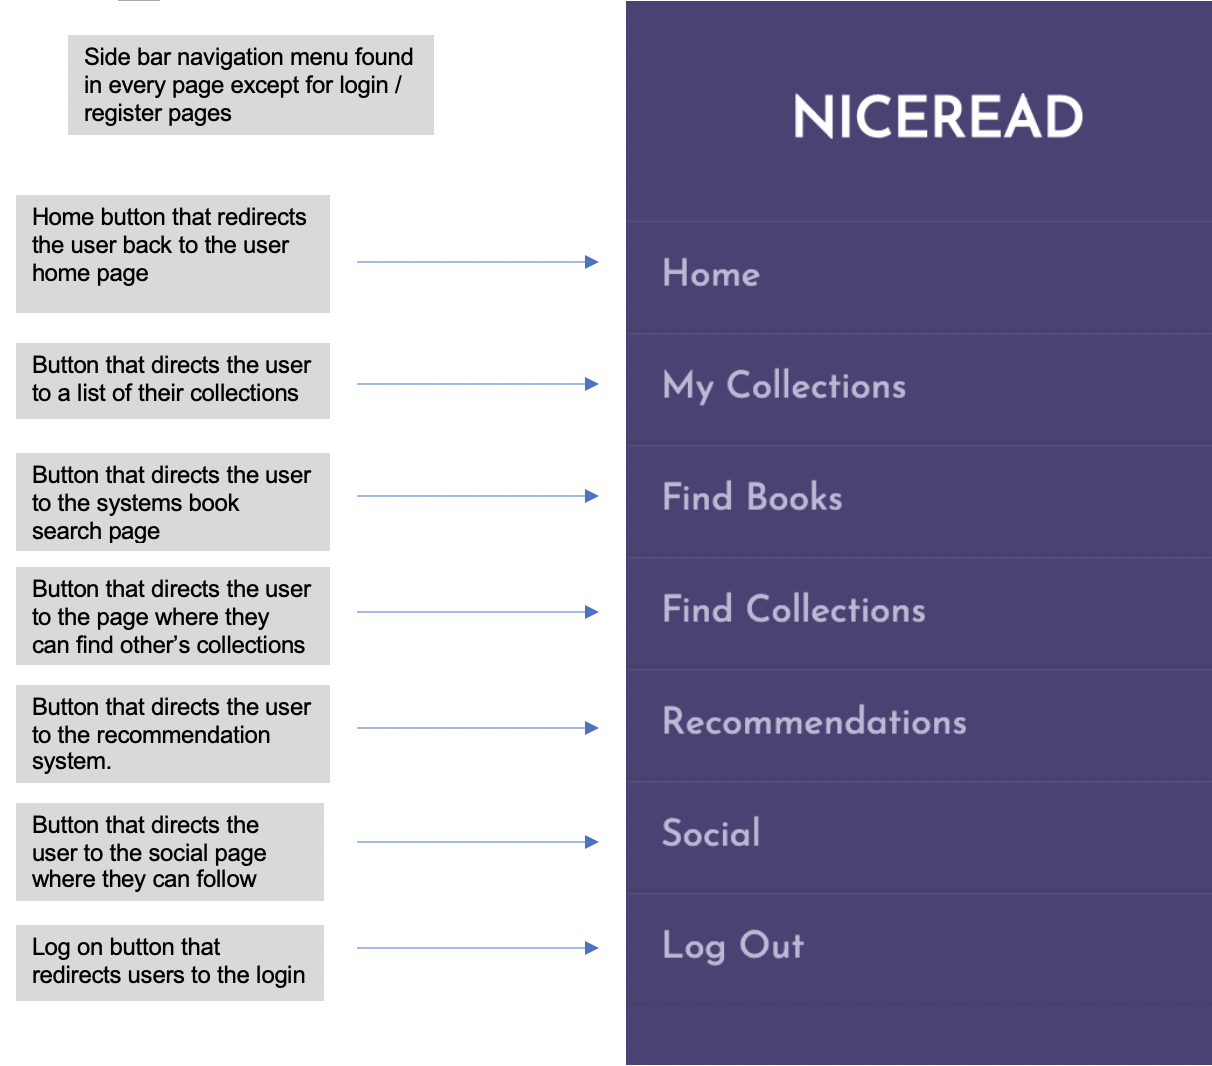 Side bar navigation menu found
in every page except for login /
register pages
NICEREAD
Home button that redirects
the user back to the user
home page
Home
Button that directs the user
to a list of their collections
My Collections
Button that directs the user
to the systems book
search page
Find Books
Button that directs the user
to the page where they
can find other’s collections
Find Collections
Button that directs the user
to the recommendation
system.
Recommendations
Button that directs the
user to the social page
where they can follow
Social
Log on button that
redirects users to the login
Log Out